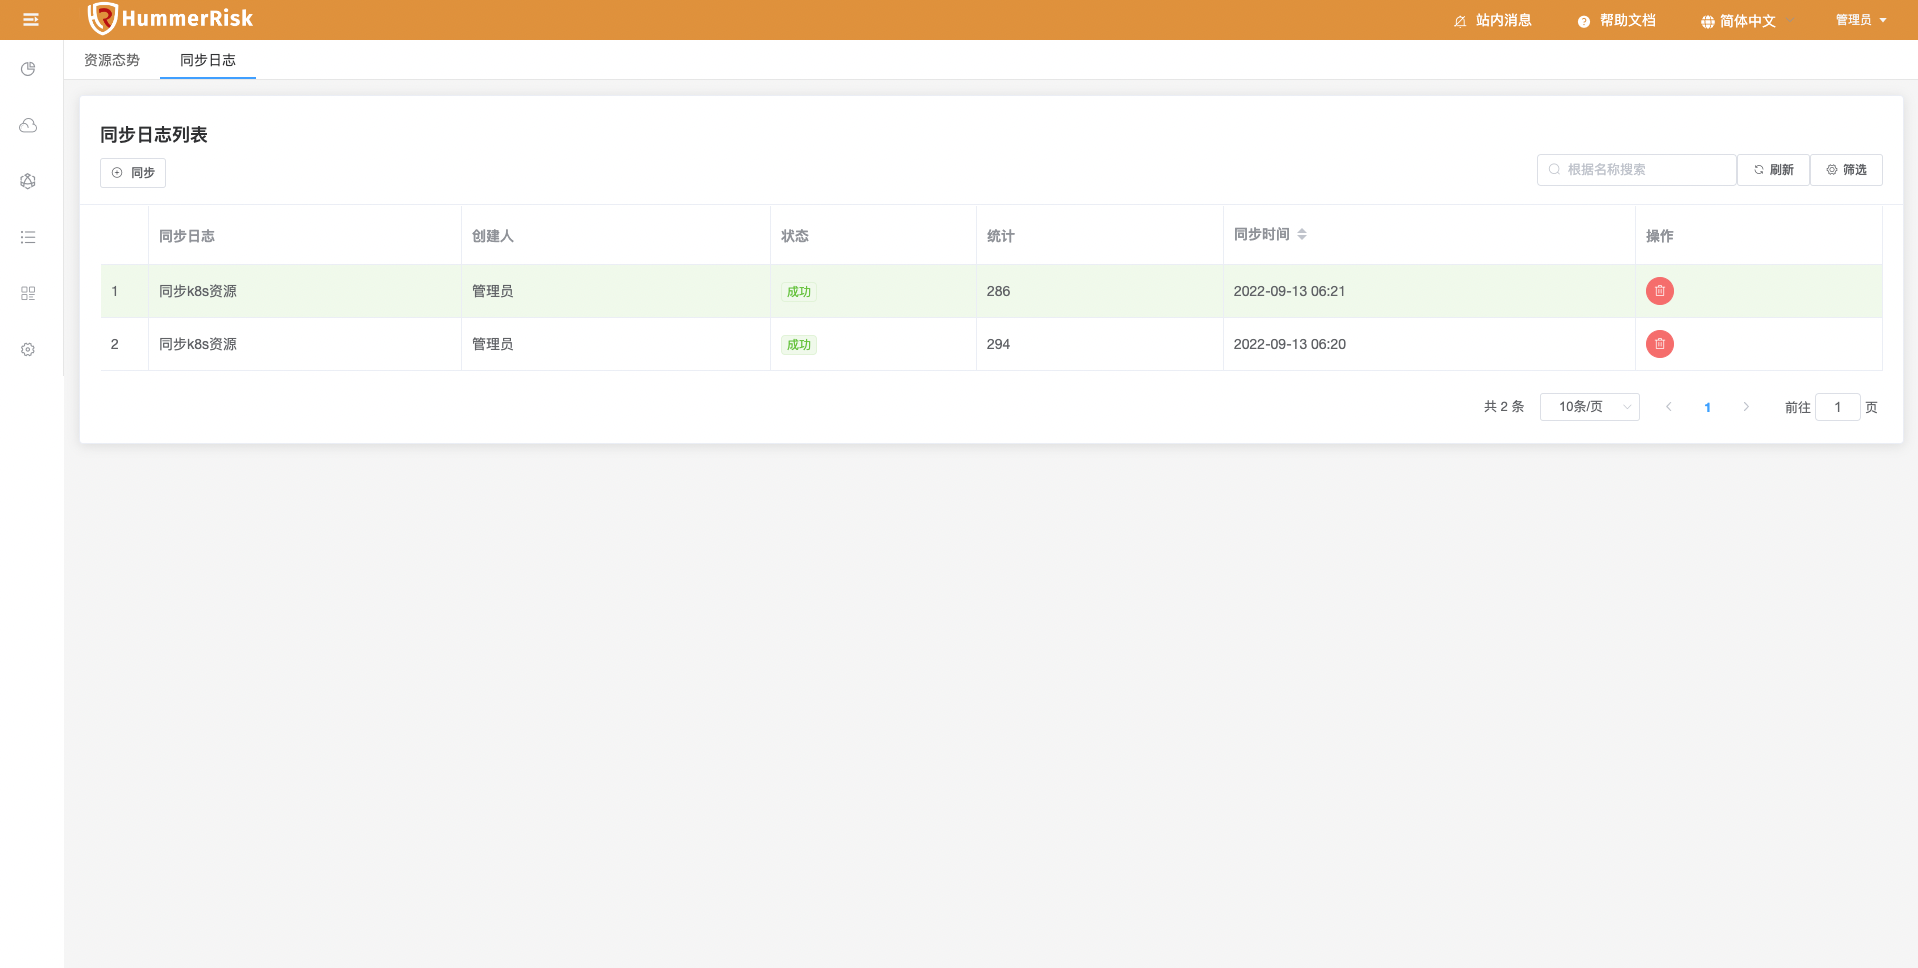 HummerRisk
站内消息
帮助文档
简体中文
管理员
资源态势
同步日志
同步日志列表
同步
根据名称搜索
刷新
筛选
同步日志 创建人 状态 统计 同步时间 操作
1 同步k8s资源 管理员 成功 286 2022-09-13 06:21
2 同步k8s资源 管理员 成功 294 2022-09-13 06:20
共 2 条 10条/页 1 前往 1 页